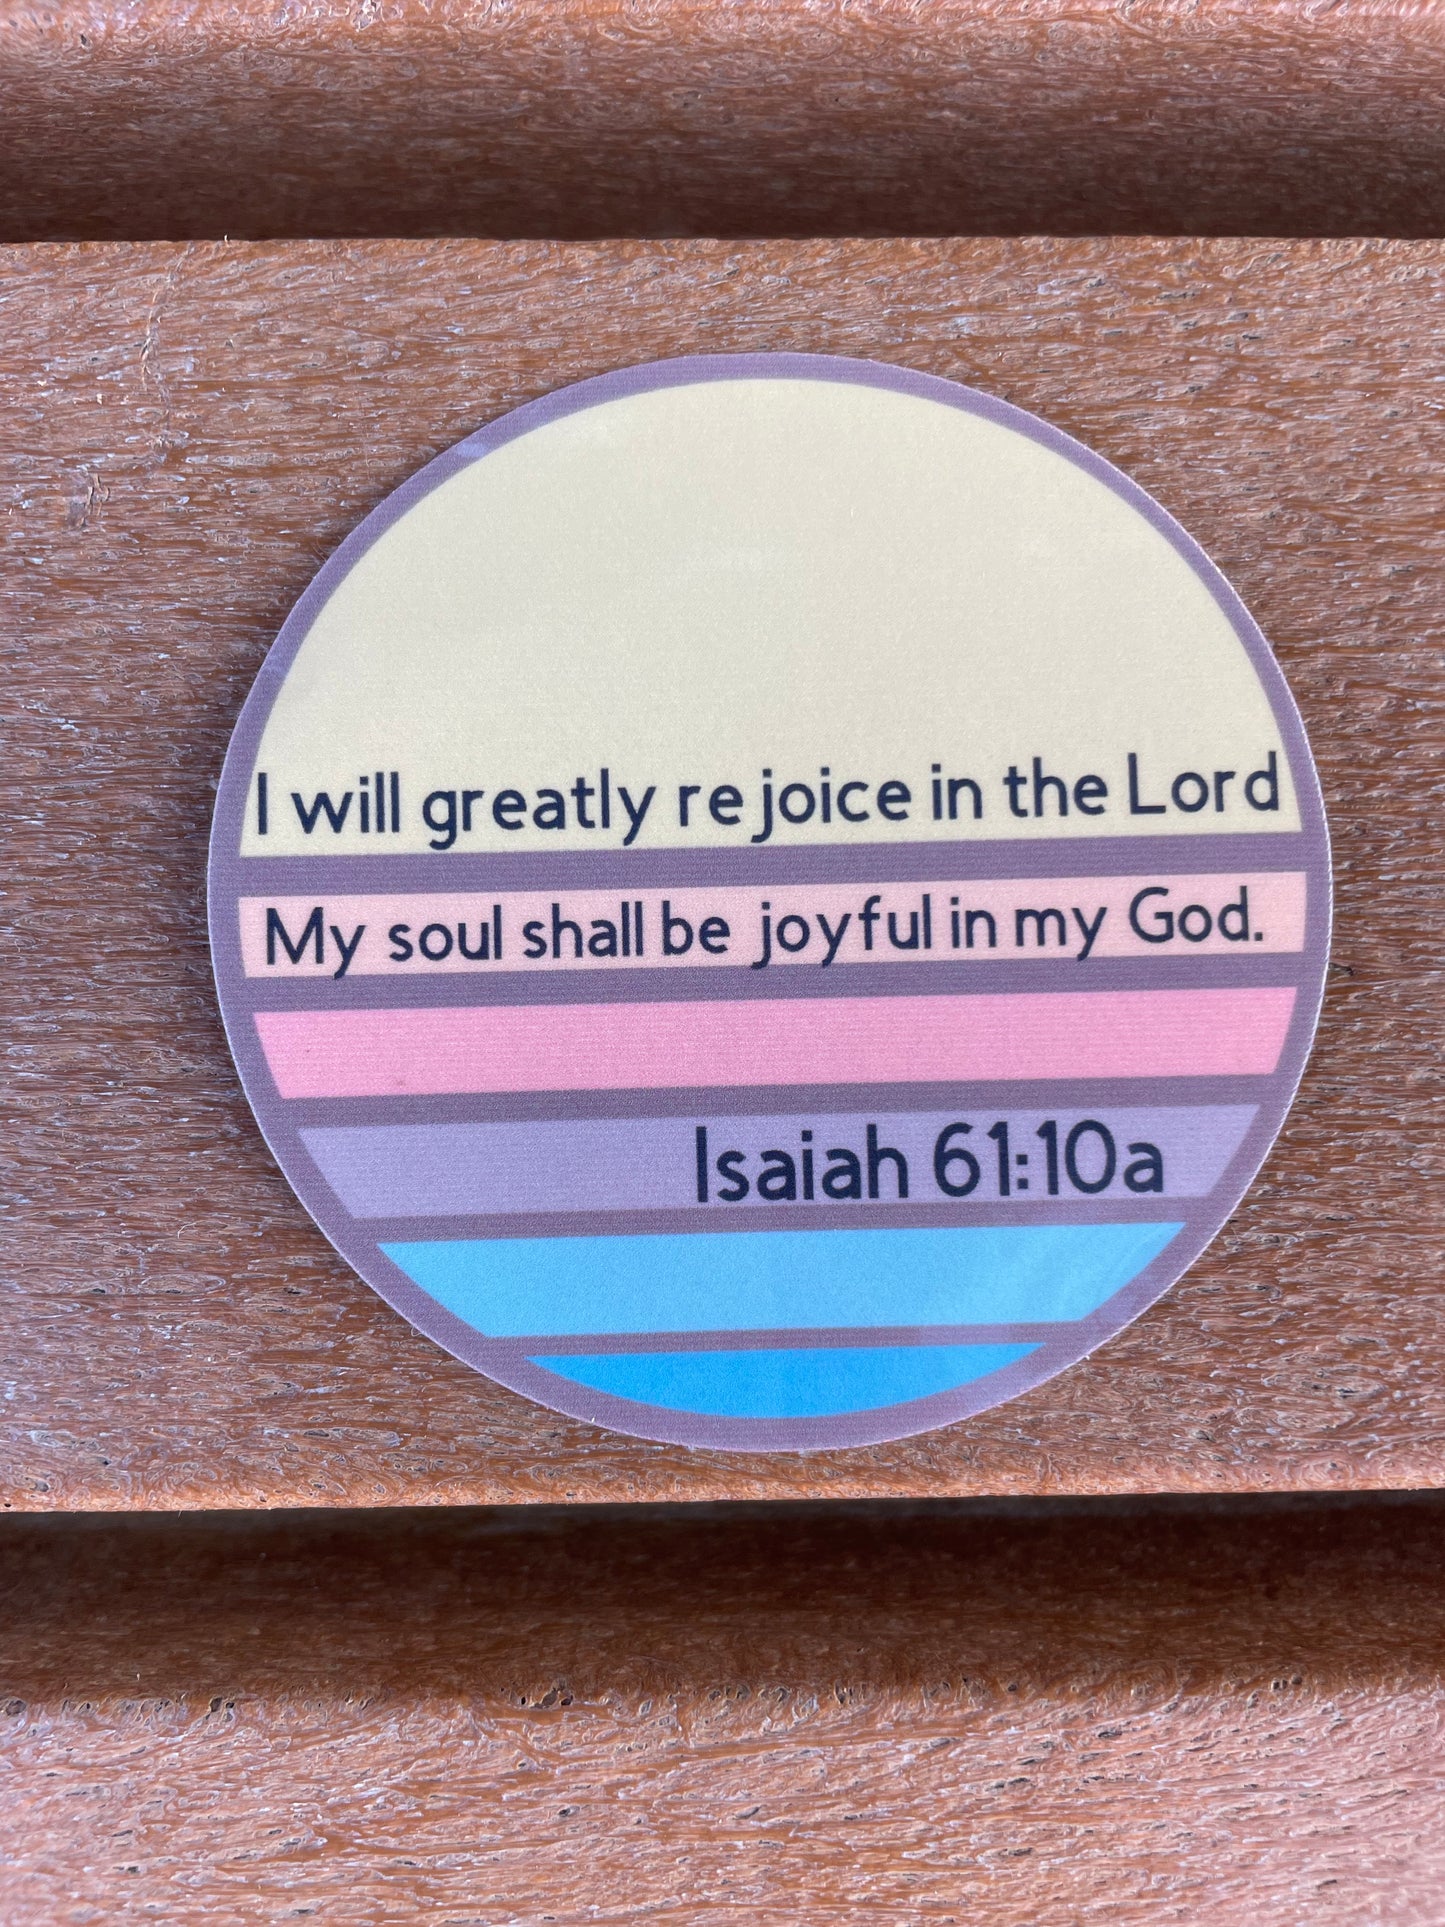 I will greatly rejoice in the Lord
My soul shall be joyful in my God.
Isaiah 61:10a